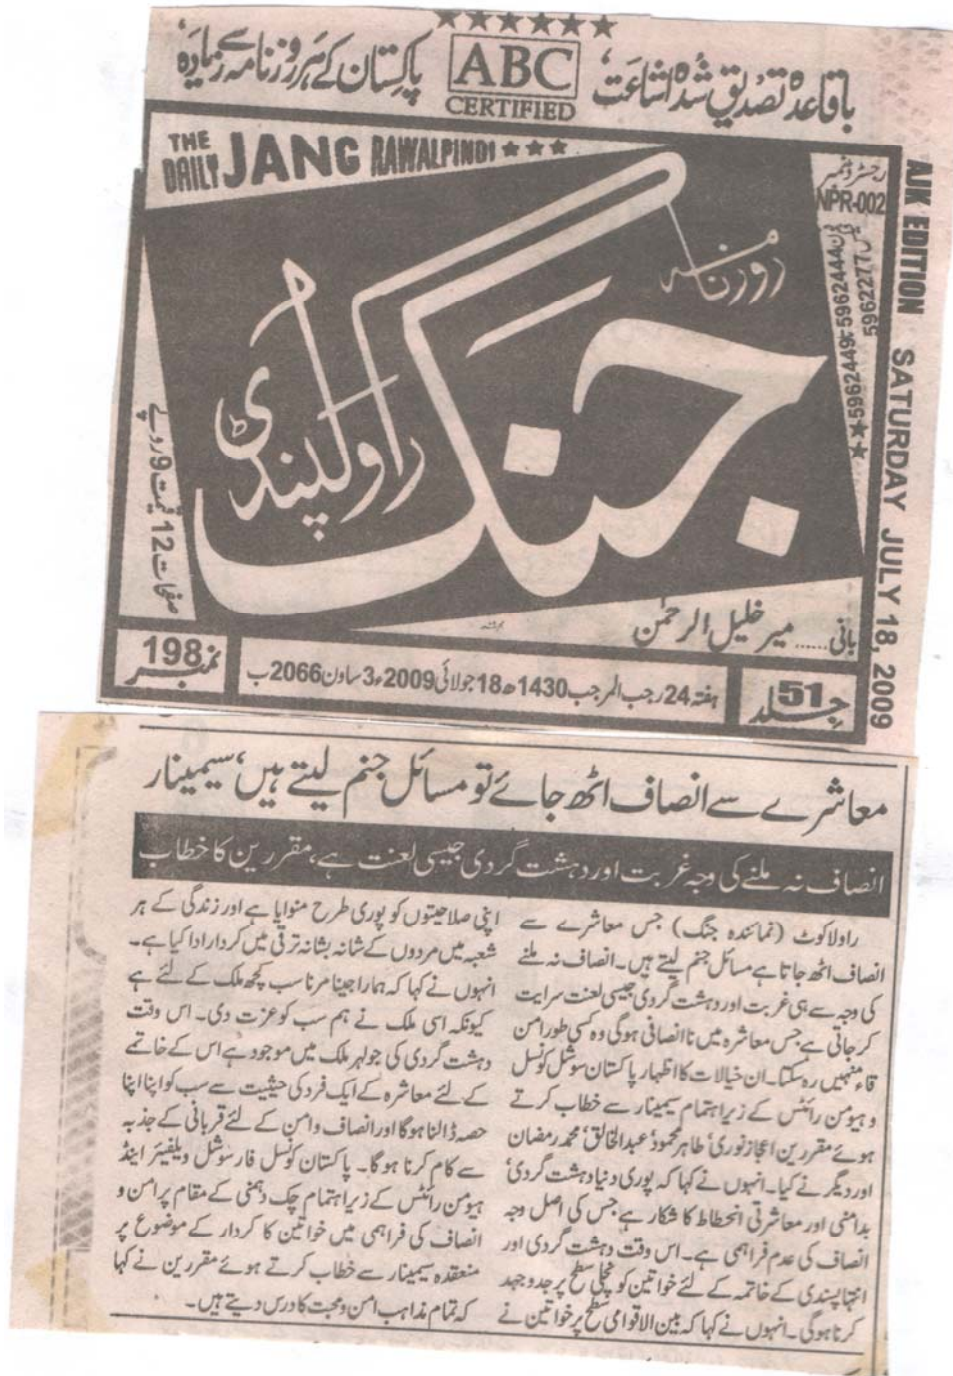 باقاعدہ تصدیق شدہ اشاعت، ABC CERTIFIED پاکستان کے ہر روزنامہ سے زیادہ
THE DAILY JANG RAWALPINDI
رجسٹرڈ نمبر
NPR-002
روزنامہ
جنگ
راولپنڈی
5962444-5962449
5962277
AJK EDITION SATURDAY JULY 18, 2009
صفحات 12 قیمت 9 روپے
بانی ...... میر خلیل الرحمٰن
جلد 51
ہفتہ 24 رجب المرجب 1430ھ 18 جولائی 2009ء 3 ساون 2066 ب
نمبر 198
معاشرے سے انصاف اٹھ جائے تو مسائل جنم لیتے ہیں، سیمینار
انصاف نہ ملنے کی وجہ غربت اور دہشت گردی جیسی لعنت ہے، مقررین کا خطاب
راولاکوٹ (نمائندہ جنگ) جس معاشرے سے
انصاف اٹھ جاتا ہے مسائل جنم لیتے ہیں۔ انصاف نہ ملنے
کی وجہ سے ہی غربت اور دہشت گردی جیسی لعنت سرایت
کر جاتی ہے جس معاشرہ میں ناانصافی ہوگی وہ کسی طور امن
قاءم نہیں رہ سکتا۔ ان خیالات کا اظہار پاکستان سوشل کونسل
و ہیومن رائٹس کے زیر اہتمام سیمینار سے خطاب کرتے
ہوئے مقررین اعجاز نوری، طاہر محمود، عبدالخالق، محمد رمضان
اور دیگر نے کیا۔ انہوں نے کہا کہ پوری دنیا دہشت گردی،
بدامنی اور معاشرتی انحطاط کا شکار ہے جس کی اصل وجہ
انصاف کی عدم فراہمی ہے۔ اس وقت دہشت گردی اور
انتہا پسندی کے خاتمہ کے لئے خواتین کو نچلی سطح پر جدوجہد
کرنا ہوگی۔ انہوں نے کہا کہ بین الاقوامی سطح پر خواتین نے
اپنی صلاحیتوں کو پوری طرح منوایا ہے اور زندگی کے ہر
شعبہ میں مردوں کے شانہ بشانہ ترقی میں کردار ادا کیا ہے۔
انہوں نے کہا کہ ہمارا جینا مرنا سب کچھ ملک کے لئے ہے
کیونکہ اسی ملک نے ہم سب کو عزت دی۔ اس وقت
دہشت گردی کی جو لہر ملک میں موجود ہے اس کے خاتمے
کے لئے معاشرہ کے ایک فرد کی حیثیت سے سب کو اپنا اپنا
حصہ ڈالنا ہوگا اور انصاف و امن کے لئے قربانی کے جذبہ
سے کام کرنا ہوگا۔ پاکستان کونسل فار سوشل ویلفیئر اینڈ
ہیومن رائٹس کے زیر اہتمام چک دھمنی کے مقام پر امن و
انصاف کی فراہمی میں خواتین کا کردار کے موضوع پر
منعقدہ سیمینار سے خطاب کرتے ہوئے مقررین نے کہا
کہ تمام مذاہب امن و محبت کا درس دیتے ہیں۔